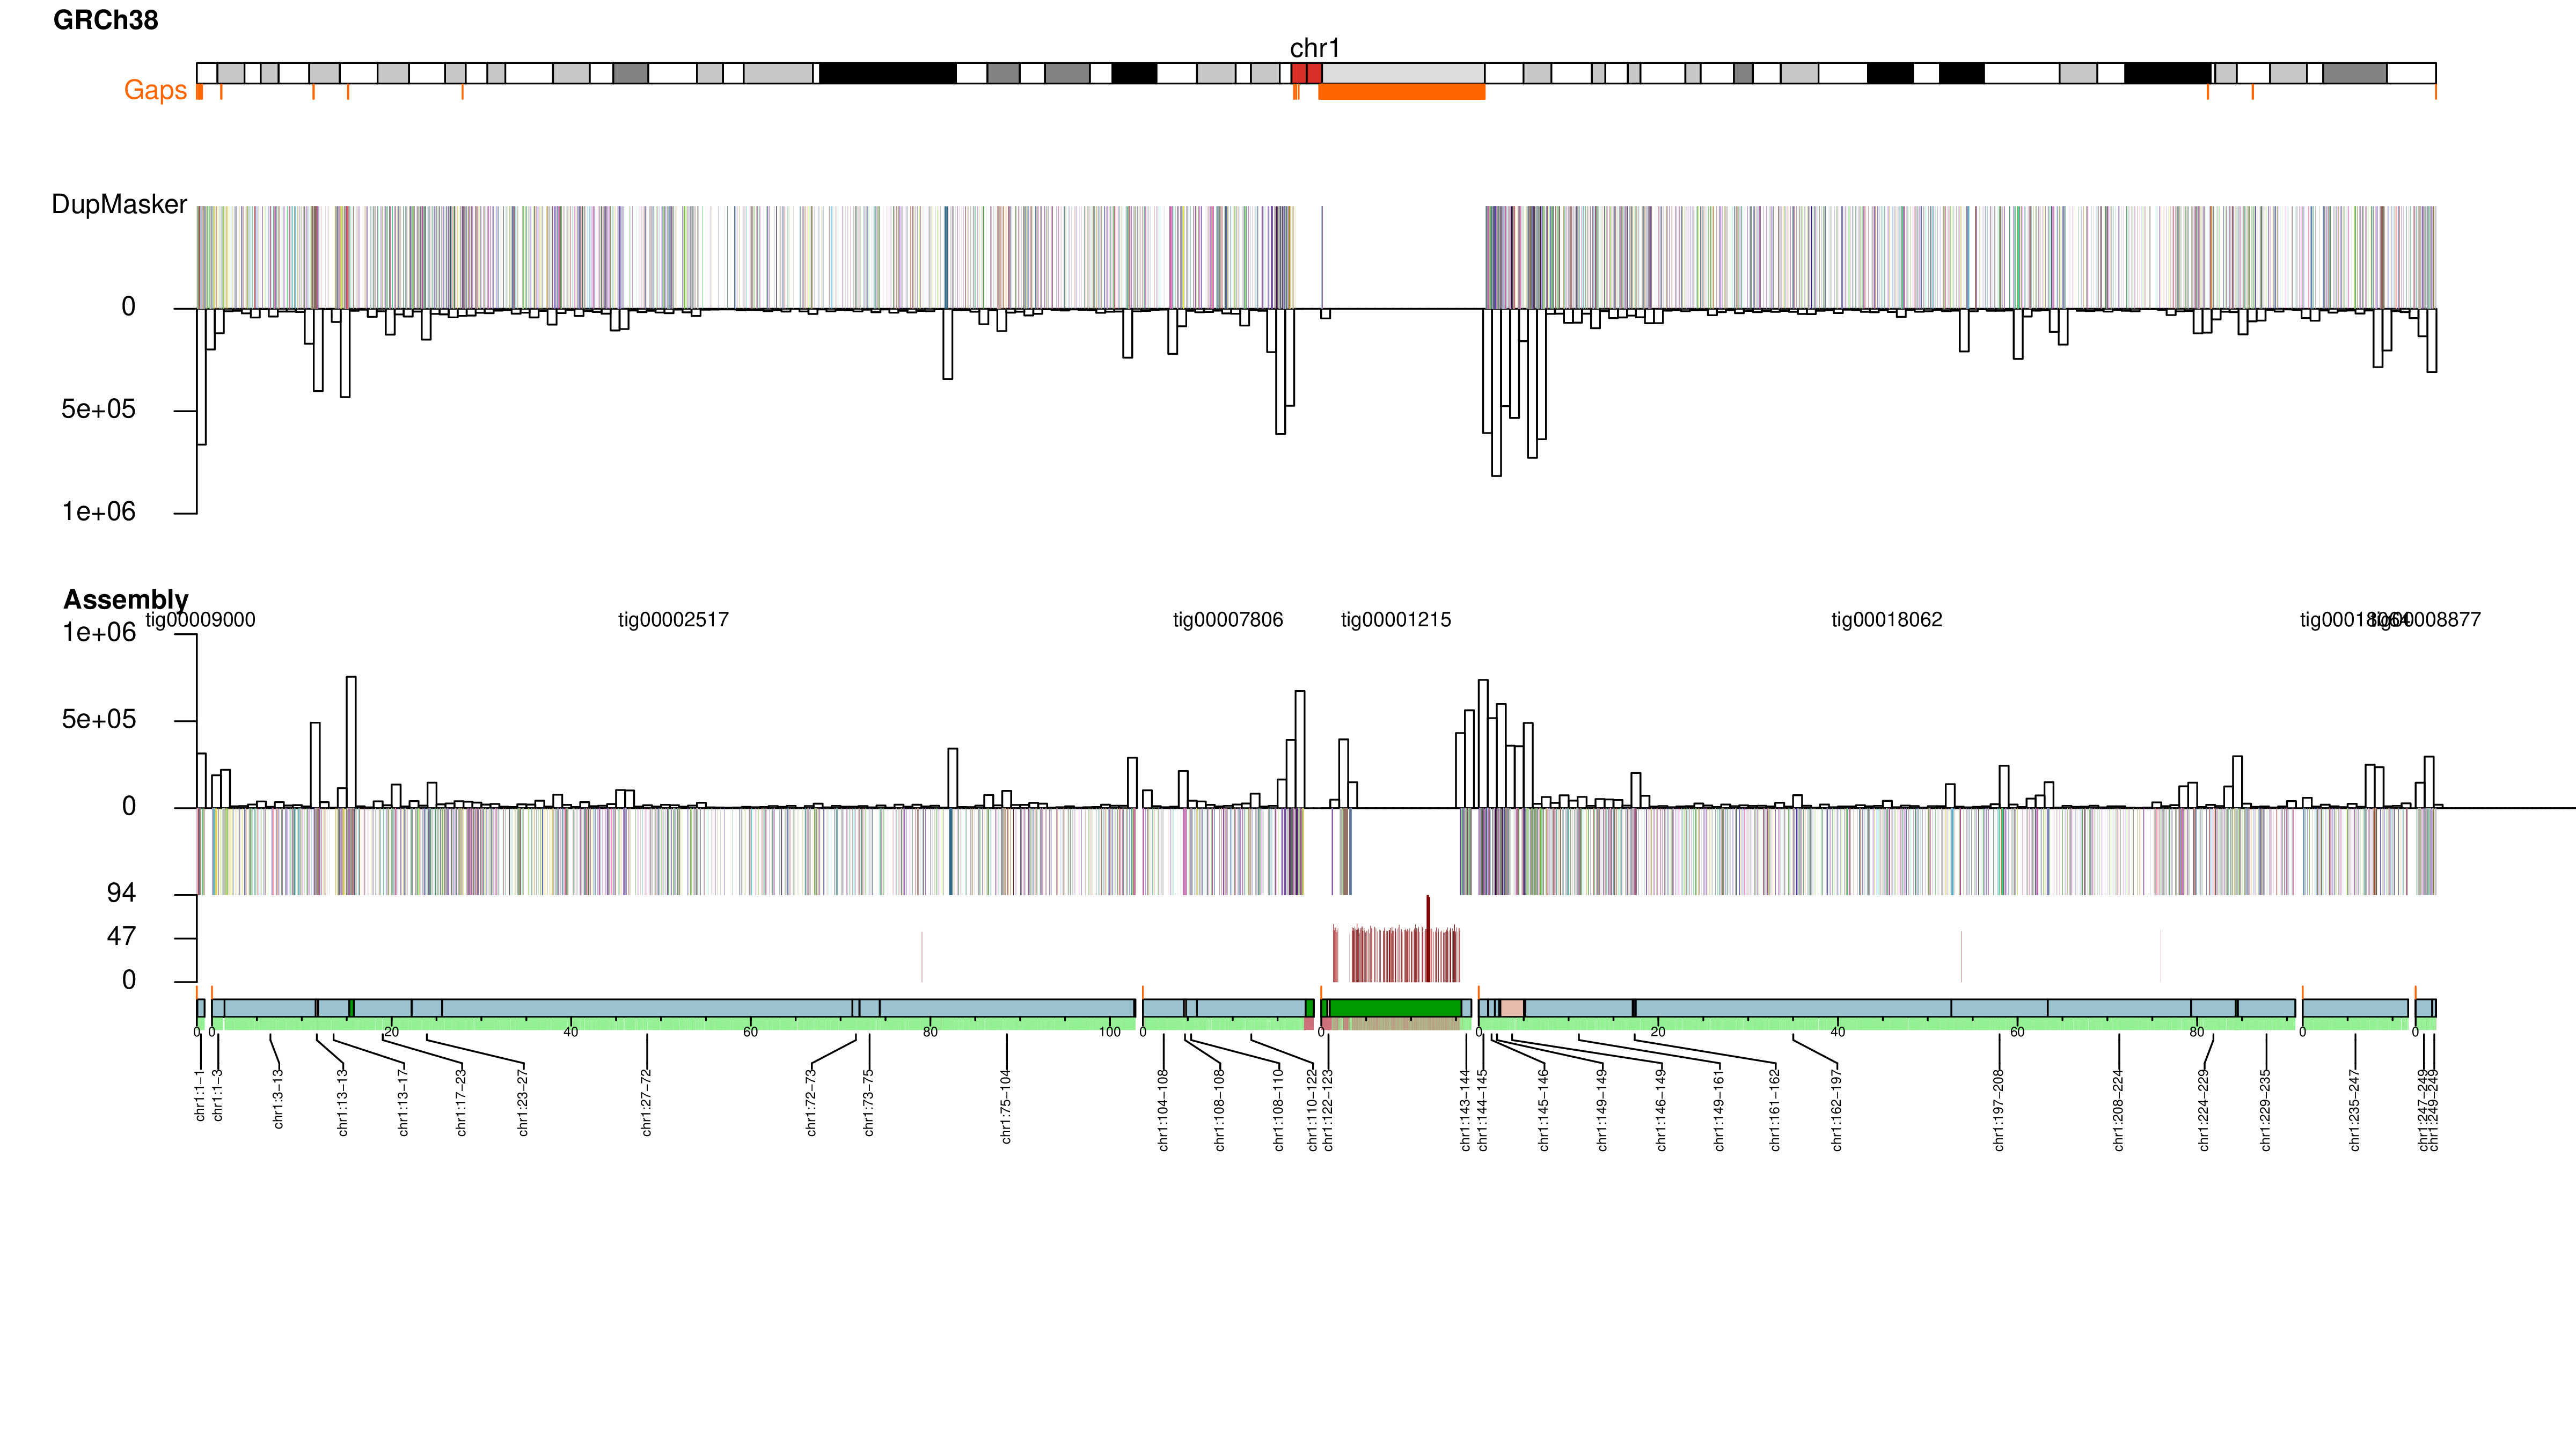 GRCh38
chr1
Gaps
DupMasker
0
5e+05
1e+06
Assembly
tig00009000 tig00002517 tig00007806 tig00001215 tig00018062 tig00008877
1e+06
5e+05
0
94
47
0
0 0 20 40 60 80 100 0 0 0 20 40 60 80 0 0
chr1:1−1 chr1:1−3 chr1:3−13 chr1:13−13 chr1:13−17 chr1:17−23 chr1:23−27 chr1:27−72 chr1:72−73 chr1:73−75 chr1:75−104 chr1:104−108 chr1:108−108 chr1:108−110 chr1:110−122 chr1:122−123 chr1:143−144 chr1:144−145 chr1:145−146 chr1:149−149 chr1:146−149 chr1:149−161 chr1:161−162 chr1:162−197 chr1:197−208 chr1:208−224 chr1:224−229 chr1:229−235 chr1:235−247 chr1:247−249 chr1:249−249